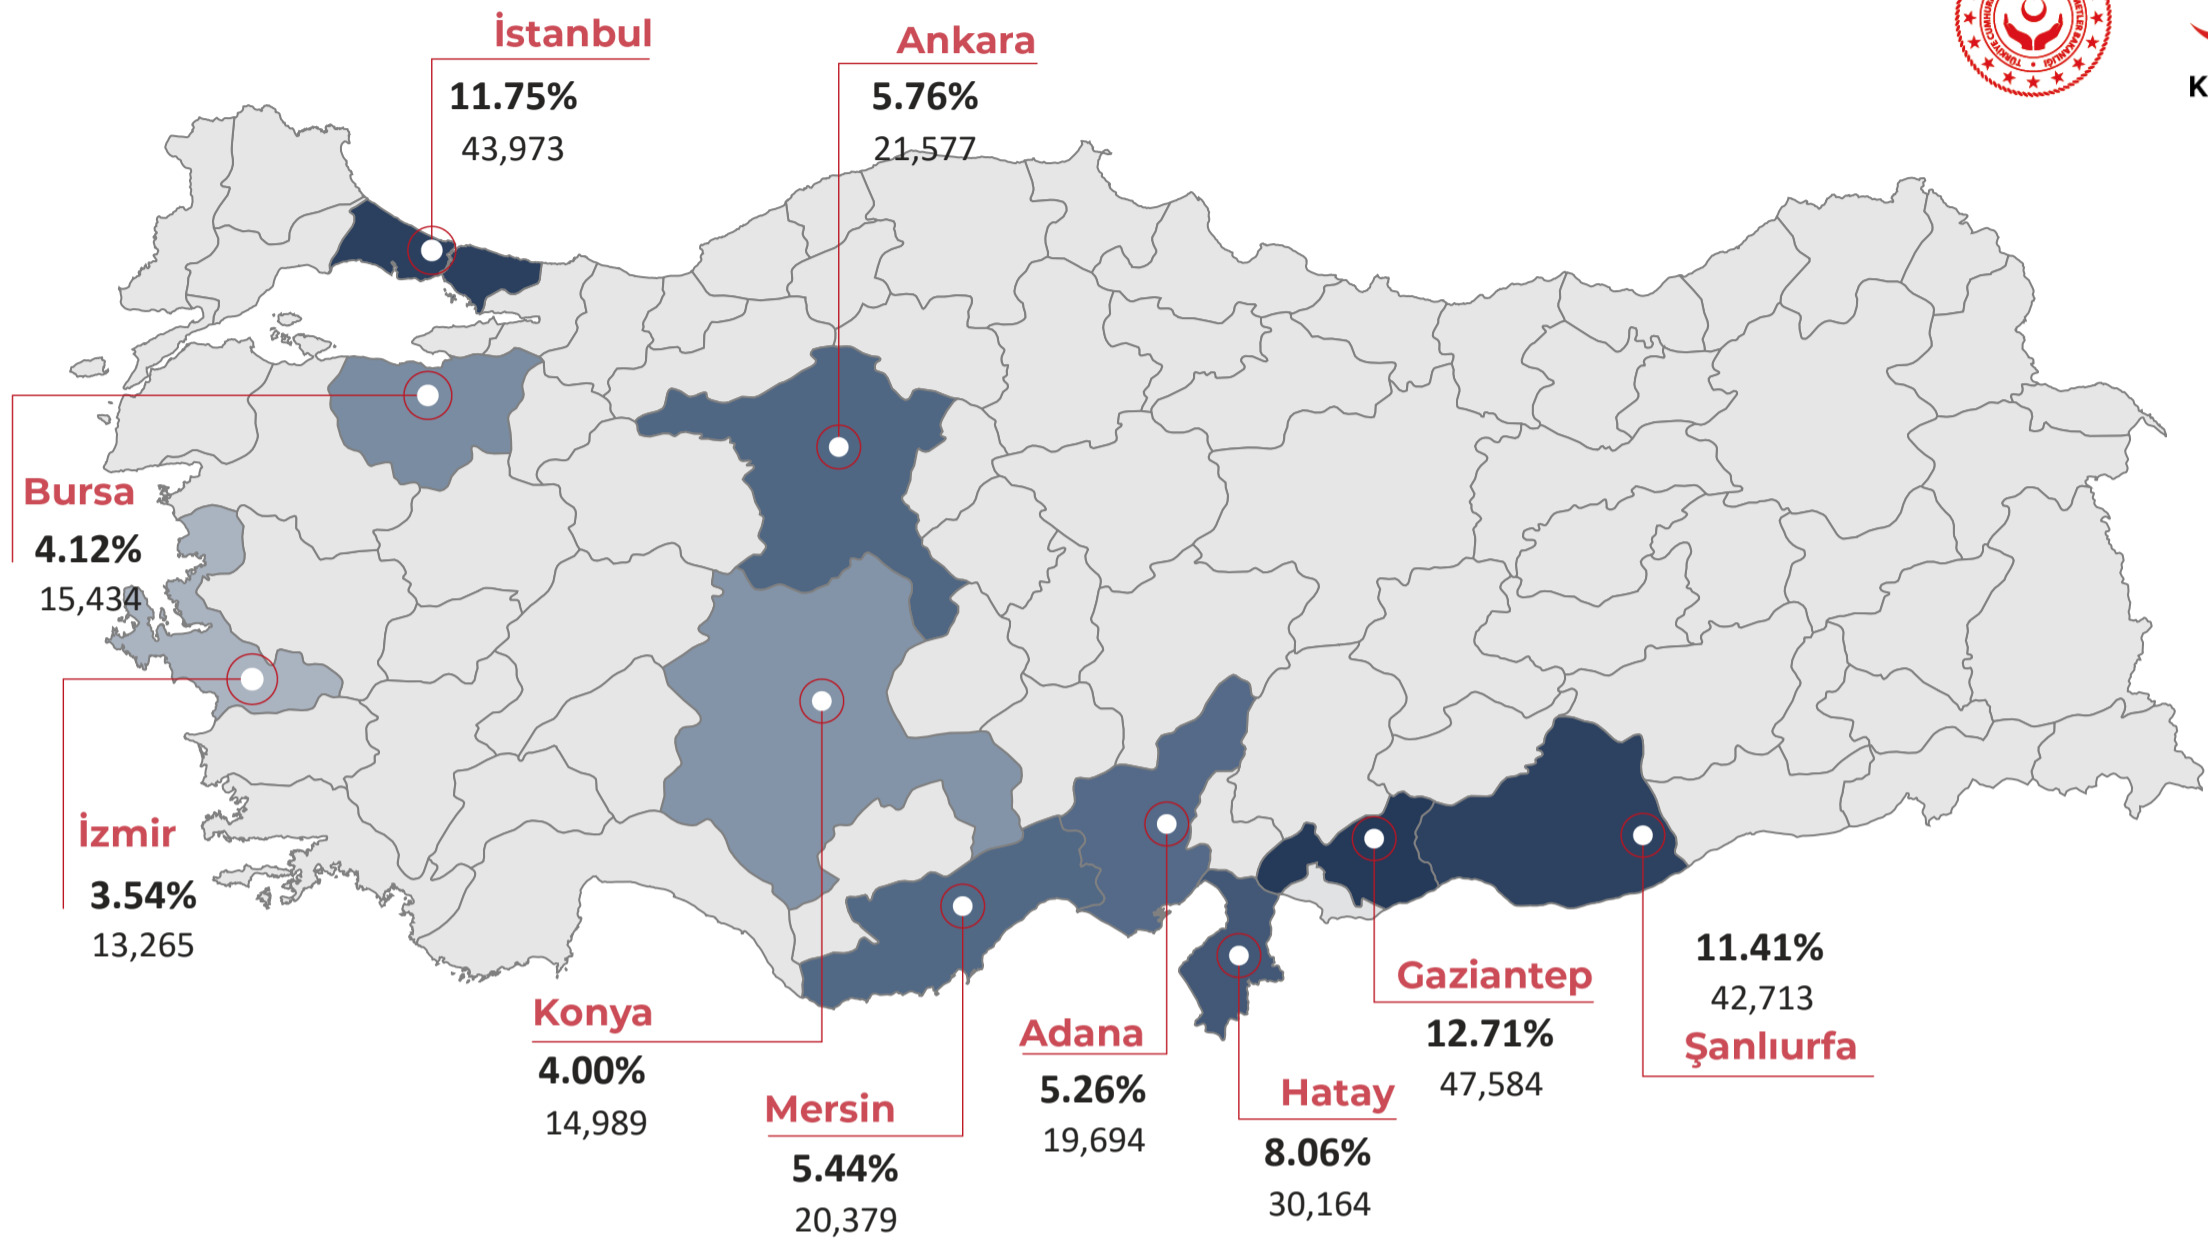 İstanbul
11.75%
43,973
Ankara
5.76%
21,577
K
Bursa
4.12%
15,434
İzmir
3.54%
13,265
Konya
4.00%
14,989
Mersin
5.44%
20,379
Adana
5.26%
19,694
Hatay
8.06%
30,164
Gaziantep
12.71%
47,584
11.41%
42,713
Şanlıurfa